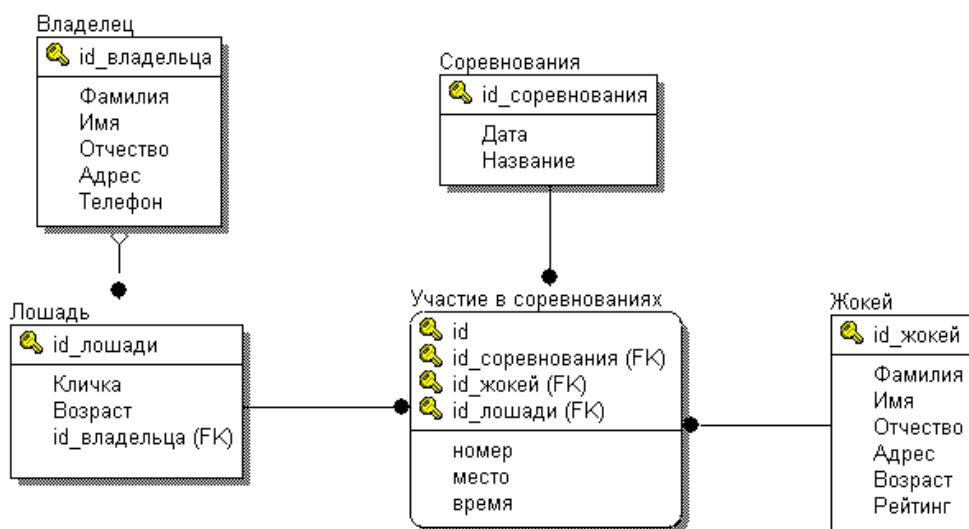 Владелец
id_владельца
Фамилия
Имя
Отчество
Адрес
Телефон
Соревнования
id_соревнования
Дата
Название
Лошадь
id_лошади
Кличка
Возраст
id_владельца (FK)
Участие в соревнованиях
id
id_соревнования (FK)
id_жокей (FK)
id_лошади (FK)
номер
место
время
Жокей
id_жокей
Фамилия
Имя
Отчество
Адрес
Возраст
Рейтинг